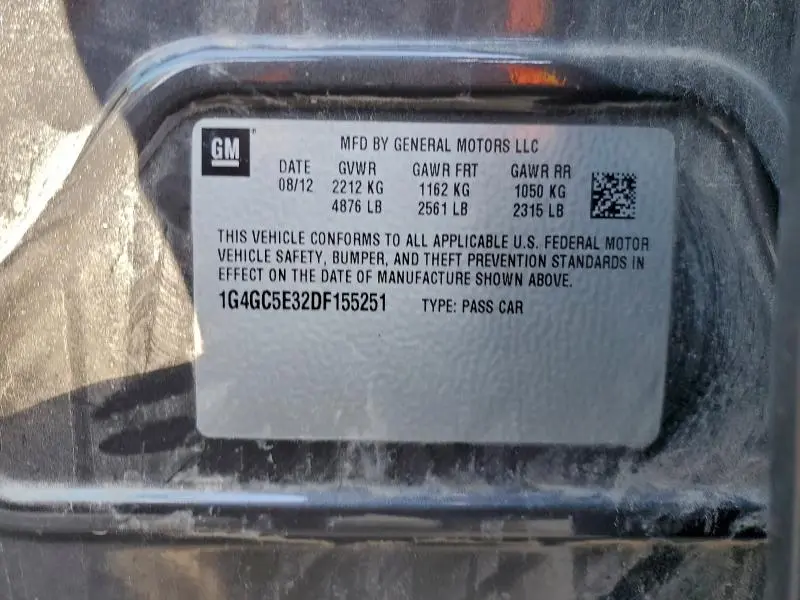 GM
MFD BY GENERAL MOTORS LLC
DATE GVWR GAWR FRT GAWR RR
08/12 2212 KG 1162 KG 1050 KG
4876 LB 2561 LB 2315 LB
THIS VEHICLE CONFORMS TO ALL APPLICABLE U.S. FEDERAL MOTOR
VEHICLE SAFETY, BUMPER, AND THEFT PREVENTION STANDARDS IN
EFFECT ON THE DATE OF MANUFACTURE SHOWN ABOVE.
1G4GC5E32DF155251 TYPE: PASS CAR